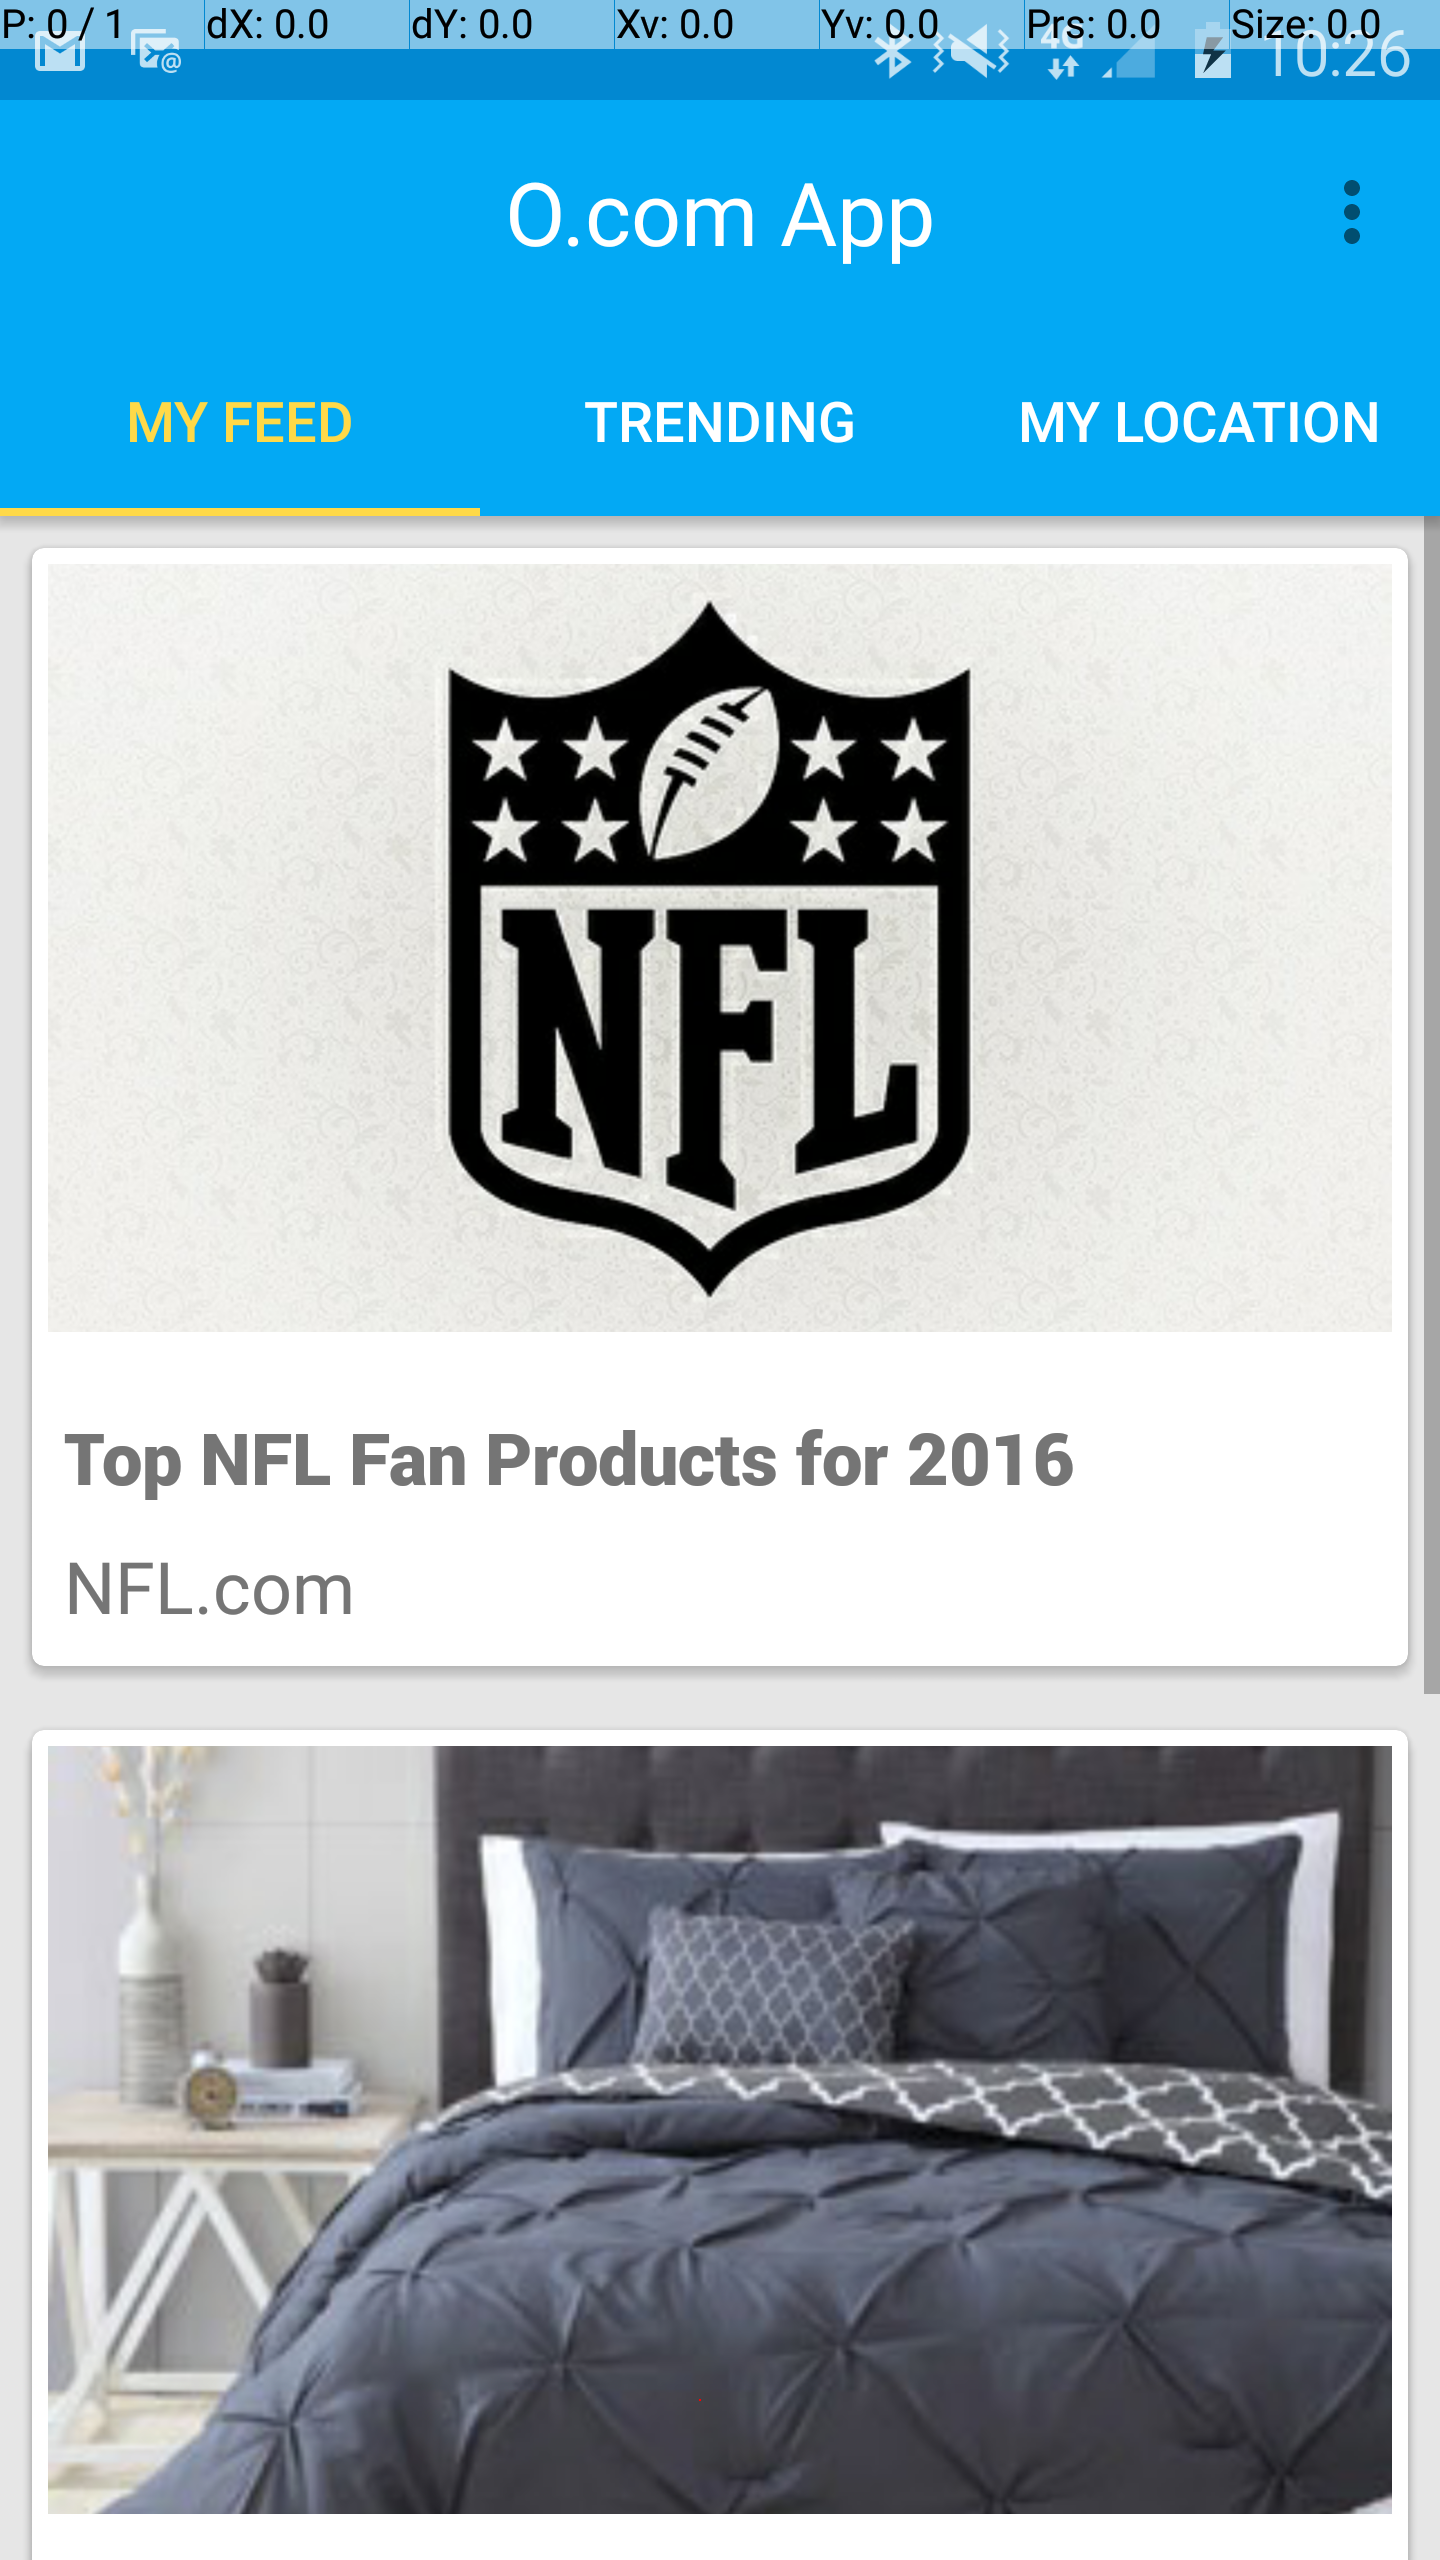 P: 0 / 1 dX: 0.0 dY: 0.0 Xv: 0.0 Yv: 0.0 Prs: 0.0 Size: 0.0
@ 4G 10:26
O.com App
MY FEED TRENDING MY LOCATION
NFL
Top NFL Fan Products for 2016
NFL.com